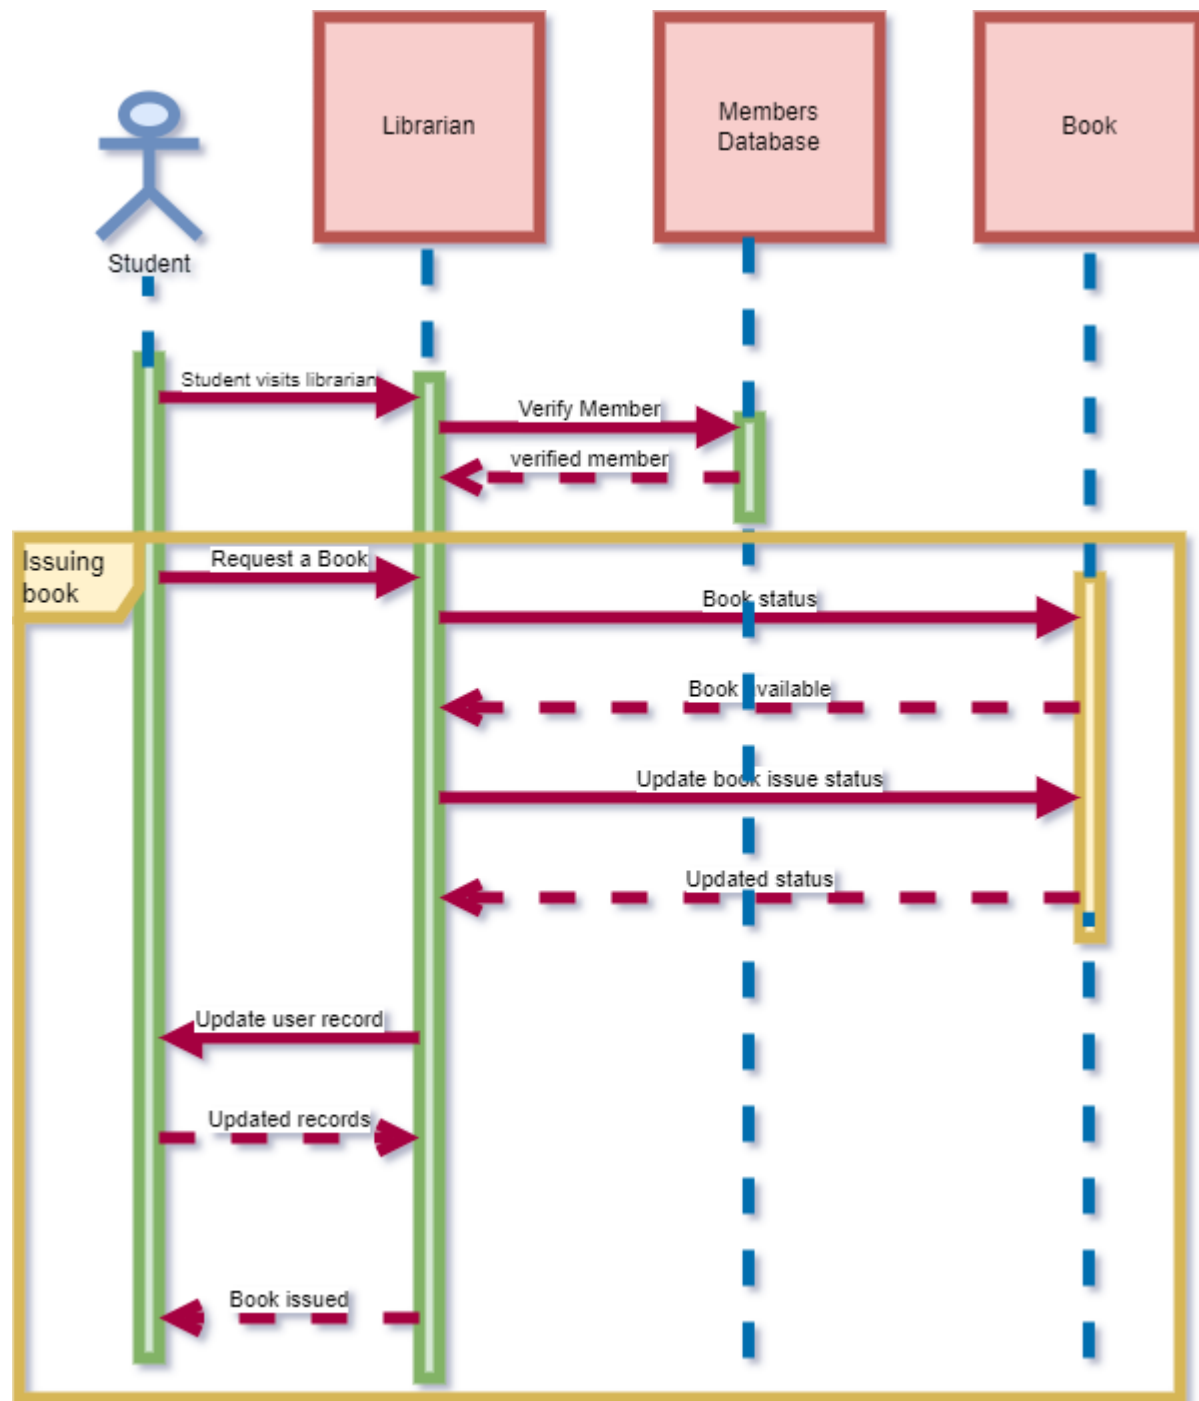 Librarian
Members
Database
Book
Student
Student visits librarian
Verify Member
verified member
Issuing
book
Request a Book
Book status
Book available
Update book issue status
Updated status
Update user record
Updated records
Book issued